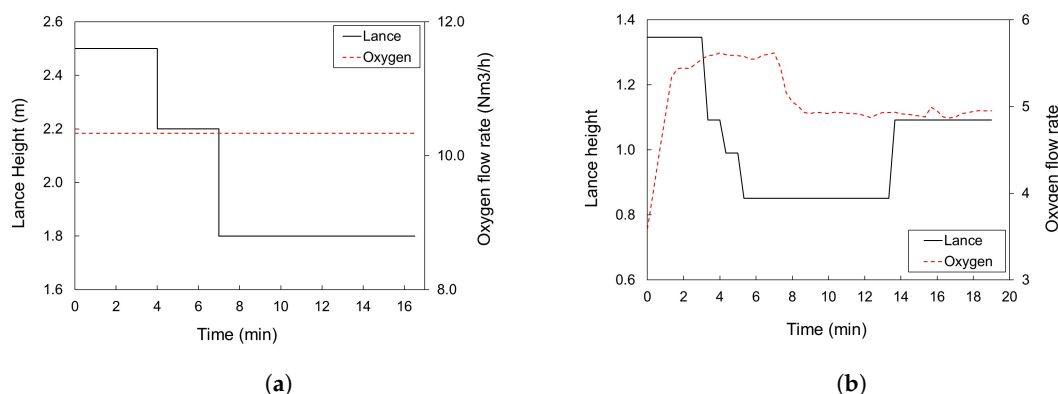 2.6
2.4
2.2
2.0
1.8
1.6
Lance Height (m)
12.0
10.0
8.0
Oxygen flow rate (Nm3/h)
Lance
Oxygen
0 2 4 6 8 10 12 14 16
Time (min)
(a)
1.4
1.2
1.0
0.8
0.6
Lance height
6
5
4
3
Oxygen flow rate
Lance
Oxygen
0 2 4 6 8 10 12 14 16 18 20
Time (min)
(b)